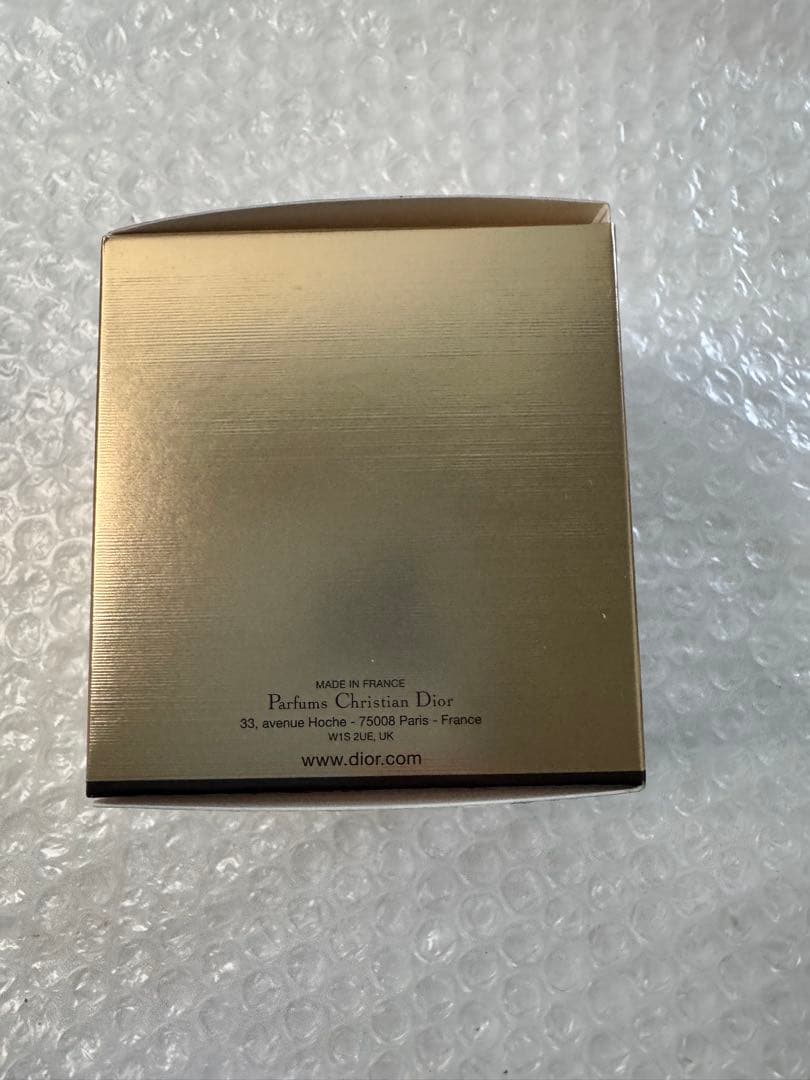 MADE IN FRANCE
Parfums Christian Dior
33, avenue Hoche - 75008 Paris - France
W1S 2UE, UK
www.dior.com